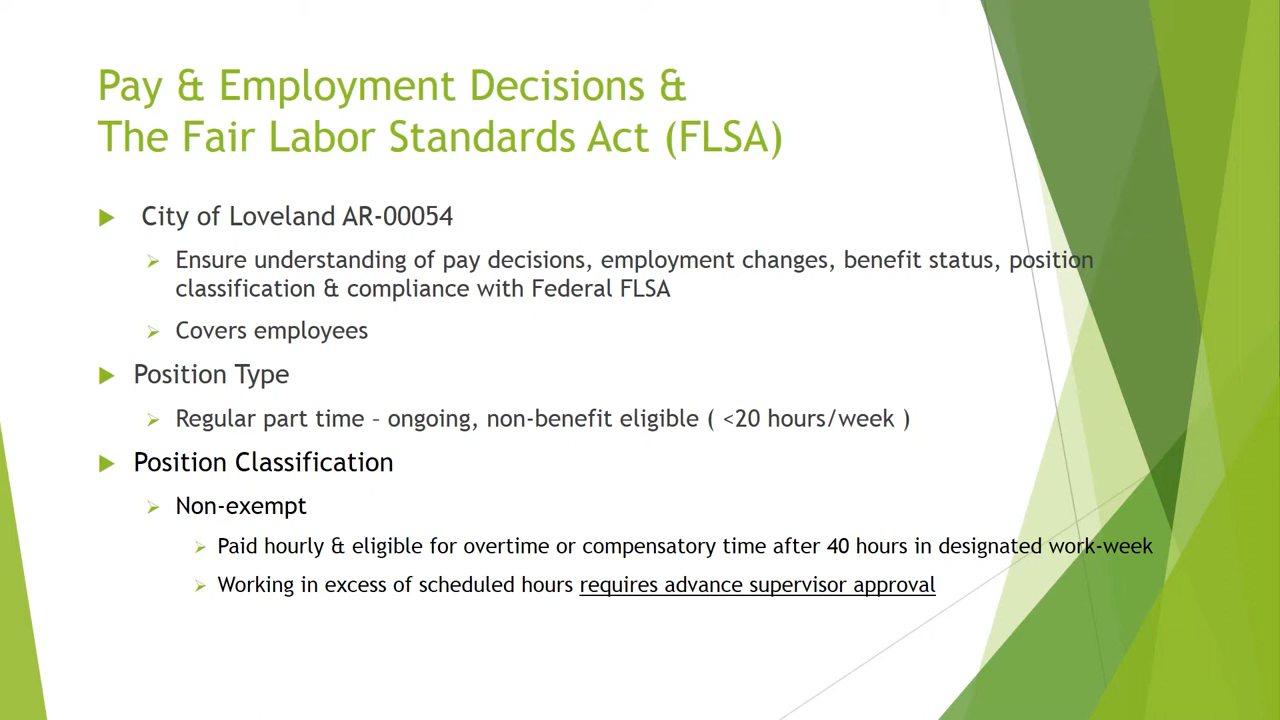 Pay & Employment Decisions &
The Fair Labor Standards Act (FLSA)
City of Loveland AR-00054
Ensure understanding of pay decisions, employment changes, benefit status, position
classification & compliance with Federal FLSA
Covers employees
Position Type
Regular part time – ongoing, non-benefit eligible ( <20 hours/week )
Position Classification
Non-exempt
Paid hourly & eligible for overtime or compensatory time after 40 hours in designated work-week
Working in excess of scheduled hours requires advance supervisor approval